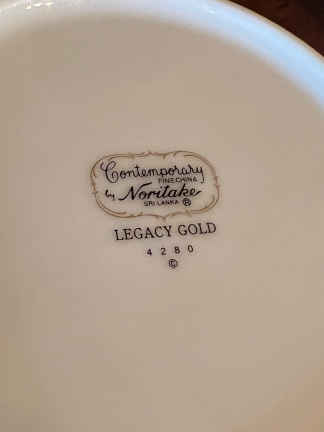 Contemporary
FINE CHINA
by Noritake
SRI LANKA ®
LEGACY GOLD
4280
©